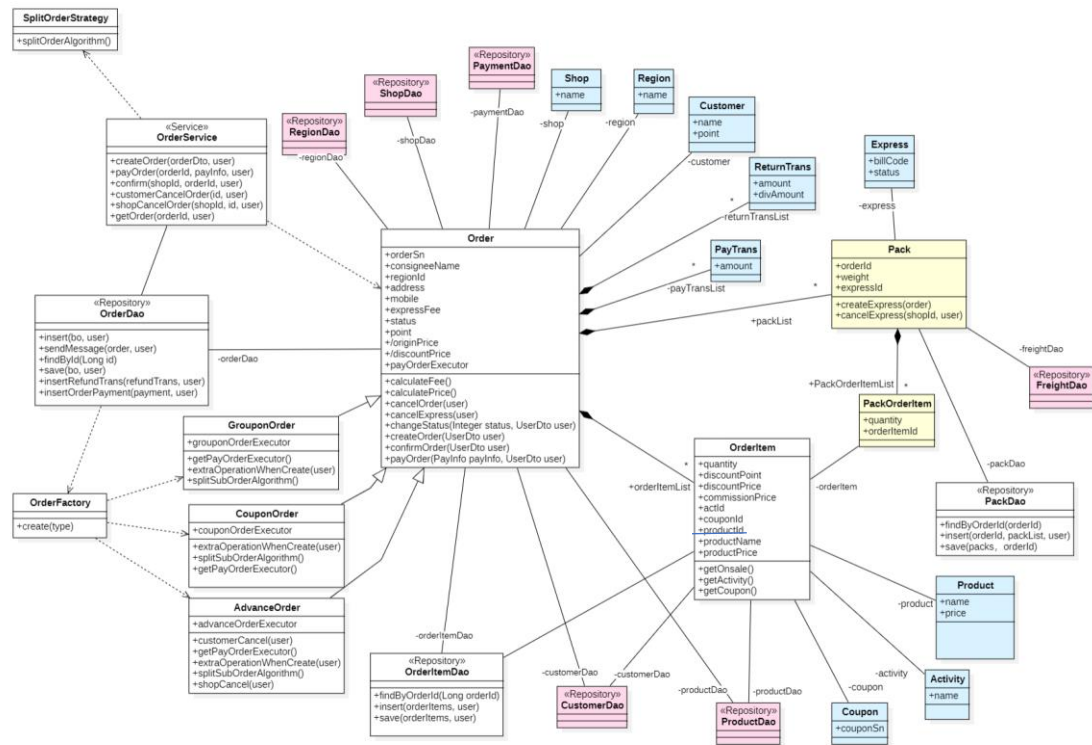 SplitOrderStrategy
+splitOrderAlgorithm()
«Service»
OrderService
+createOrder(orderDto, user)
+payOrder(orderId, payInfo, user)
+confirm(shopId, orderId, user)
+customerCancelOrder(id, user)
+shopCancelOrder(shopId, id, user)
+getOrder(orderId, user)
«Repository»
OrderDao
+insert(bo, user)
+sendMessage(order, user)
+findById(Long id)
+save(bo, user)
+insertRefundTrans(refundTrans, user)
+insertOrderPayment(payment, user)
-orderDao
«Repository»
RegionDao
-regionDao
«Repository»
ShopDao
-shopDao
«Repository»
PaymentDao
-paymentDao
Shop
+name
-shop
Region
+name
-region
Customer
+name
+point
-customer
ReturnTrans
+amount
+divAmount
*
-returnTransList
PayTrans
+amount
*
-payTransList
*
+packList
Order
+orderSn
+consigneeName
+regionId
+address
+mobile
+expressFee
+status
+point
+/originPrice
+/discountPrice
+payOrderExecutor
+calculateFee()
+calculatePrice()
+cancelOrder(user)
+cancelExpress(user)
+changeStatus(Integer status, UserDto user)
+createOrder(UserDto user)
+confirmOrder(UserDto user)
+payOrder(PayInfo payInfo, UserDto user)
Express
+billCode
+status
-express
Pack
+orderId
+weight
+expressId
+createExpress(order)
+cancelExpress(shopId, user)
-freightDao
«Repository»
FreightDao
+PackOrderItemList
*
PackOrderItem
+quantity
+orderItemId
-orderItem
-packDao
«Repository»
PackDao
+findByOrderId(orderId)
+insert(orderId, packList, user)
+save(packs, orderId)
GrouponOrder
+grouponOrderExecutor
+getPayOrderExecutor()
+extraOperationWhenCreate(user)
+splitSubOrderAlgorithm()
OrderFactory
+create(type)
CouponOrder
+couponOrderExecutor
+extraOperationWhenCreate(user)
+splitSubOrderAlgorithm()
+getPayOrderExecutor()
AdvanceOrder
+advanceOrderExecutor
+customerCancel(user)
+getPayOrderExecutor()
+extraOperationWhenCreate(user)
+splitSubOrderAlgorithm()
+shopCancel(user)
*
+orderItemList
OrderItem
+quantity
+discountPoint
+discountPrice
+commissionPrice
+actId
+couponId
+productId
+productName
+productPrice
+getOnsale()
+getActivity()
+getCoupon()
-orderItemDao
«Repository»
OrderItemDao
+findByOrderId(Long orderId)
+insert(orderItems, user)
+save(orderItems, user)
-customerDao
-customerDao
«Repository»
CustomerDao
-productDao
-productDao
«Repository»
ProductDao
-coupon
Coupon
+couponSn
-activity
Activity
+name
-product
Product
+name
+price